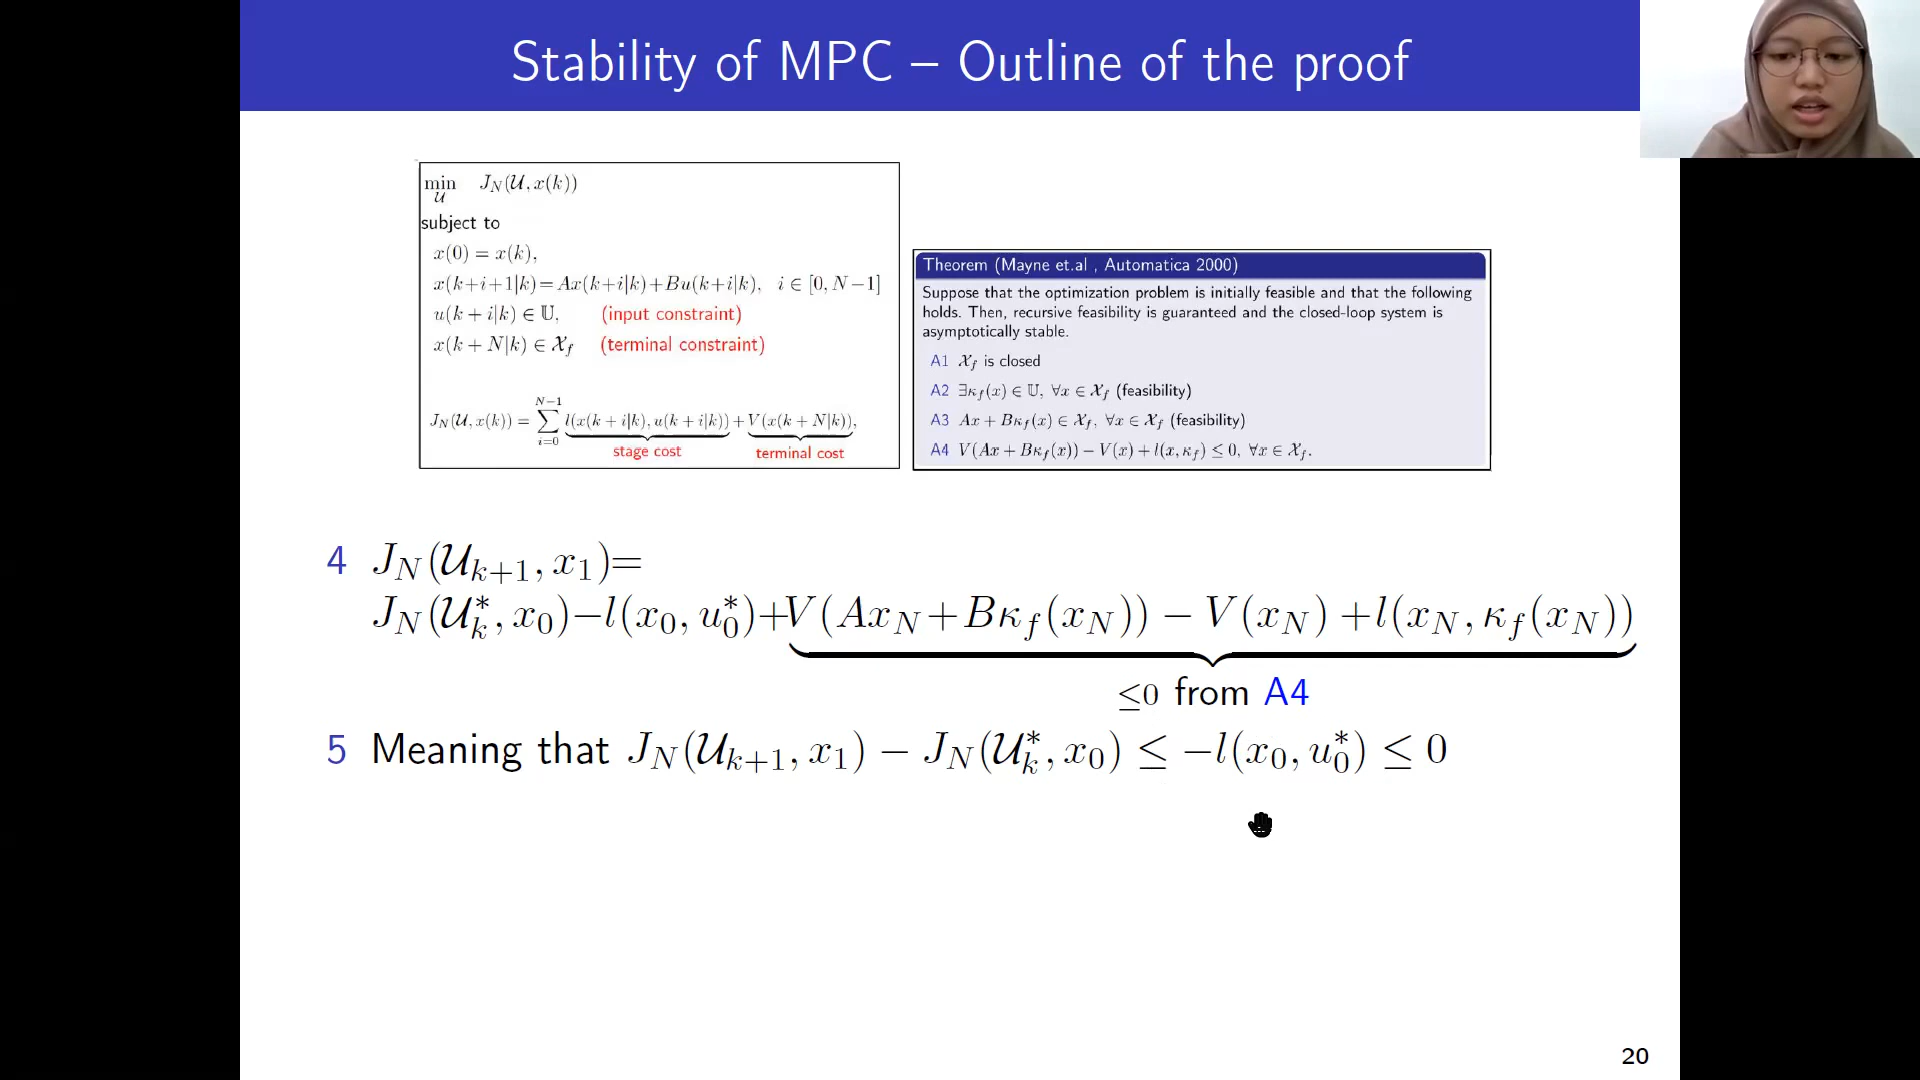 Stability of MPC – Outline of the proof
min J_N(𝒰, x(k))
𝒰
subject to
x(0) = x(k),
x(k+i+1|k)=Ax(k+i|k)+Bu(k+i|k), i ∈ [0, N−1]
u(k+i|k) ∈ 𝕌, (input constraint)
x(k + N|k) ∈ 𝒳_f (terminal constraint)
J_N(𝒰, x(k)) = ∑_{i=0}^{N−1} l(x(k + i|k), u(k + i|k)) + V(x(k + N|k)),
stage cost terminal cost
Theorem (Mayne et.al , Automatica 2000)
Suppose that the optimization problem is initially feasible and that the following
holds. Then, recursive feasibility is guaranteed and the closed-loop system is
asymptotically stable.
A1 𝒳_f is closed
A2 ∃κ_f(x) ∈ 𝕌, ∀x ∈ 𝒳_f (feasibility)
A3 Ax + Bκ_f(x) ∈ 𝒳_f, ∀x ∈ 𝒳_f (feasibility)
A4 V(Ax + Bκ_f(x)) − V(x) + l(x, κ_f) ≤ 0, ∀x ∈ 𝒳_f.
4 J_N(𝒰_{k+1}, x_1)=
J_N(𝒰_k^*, x_0)−l(x_0, u_0^*)+V(Ax_N+Bκ_f(x_N)) − V(x_N) +l(x_N, κ_f(x_N))
≤0 from A4
5 Meaning that J_N(𝒰_{k+1}, x_1) − J_N(𝒰_k^*, x_0) ≤ −l(x_0, u_0^*) ≤ 0
20